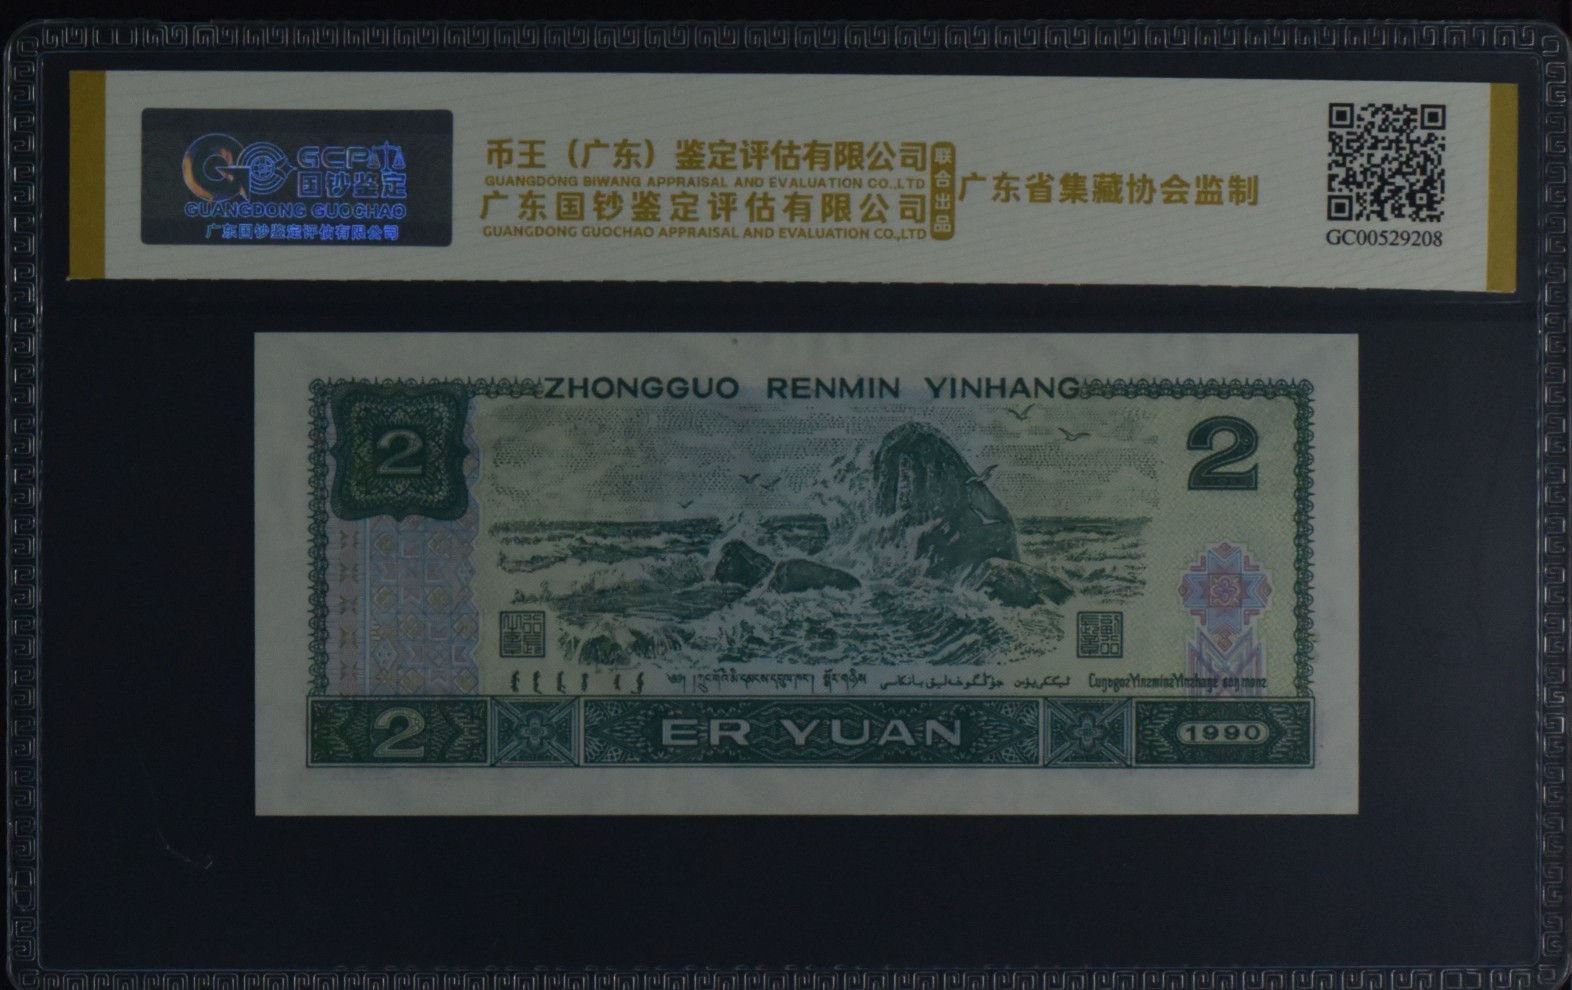 GCP
国钞鉴定
GUANGDONG GUOCHAO
广东国钞鉴定评估有限公司
币王（广东）鉴定评估有限公司
GUANGDONG BIWANG APPRAISAL AND EVALUATION CO.,LTD
广东国钞鉴定评估有限公司
GUANGDONG GUOCHAO APPRAISAL AND EVALUATION CO.,LTD
联合出品
广东省集藏协会监制
GC00529208
ZHONGGUO RENMIN YINHANG
2
2
جۇڭگوخەلىق بانكاسى ئىككى يۈەن
2
ER YUAN
1990